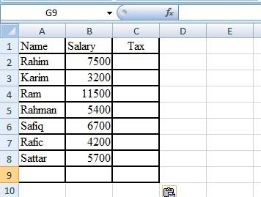 G9 fx
A B C D E
1 Name Salary Tax
2 Rahim 7500
3 Karim 3200
4 Ram 11500
5 Rahman 5400
6 Safiq 6700
7 Rafic 4200
8 Sattar 5700
9
10